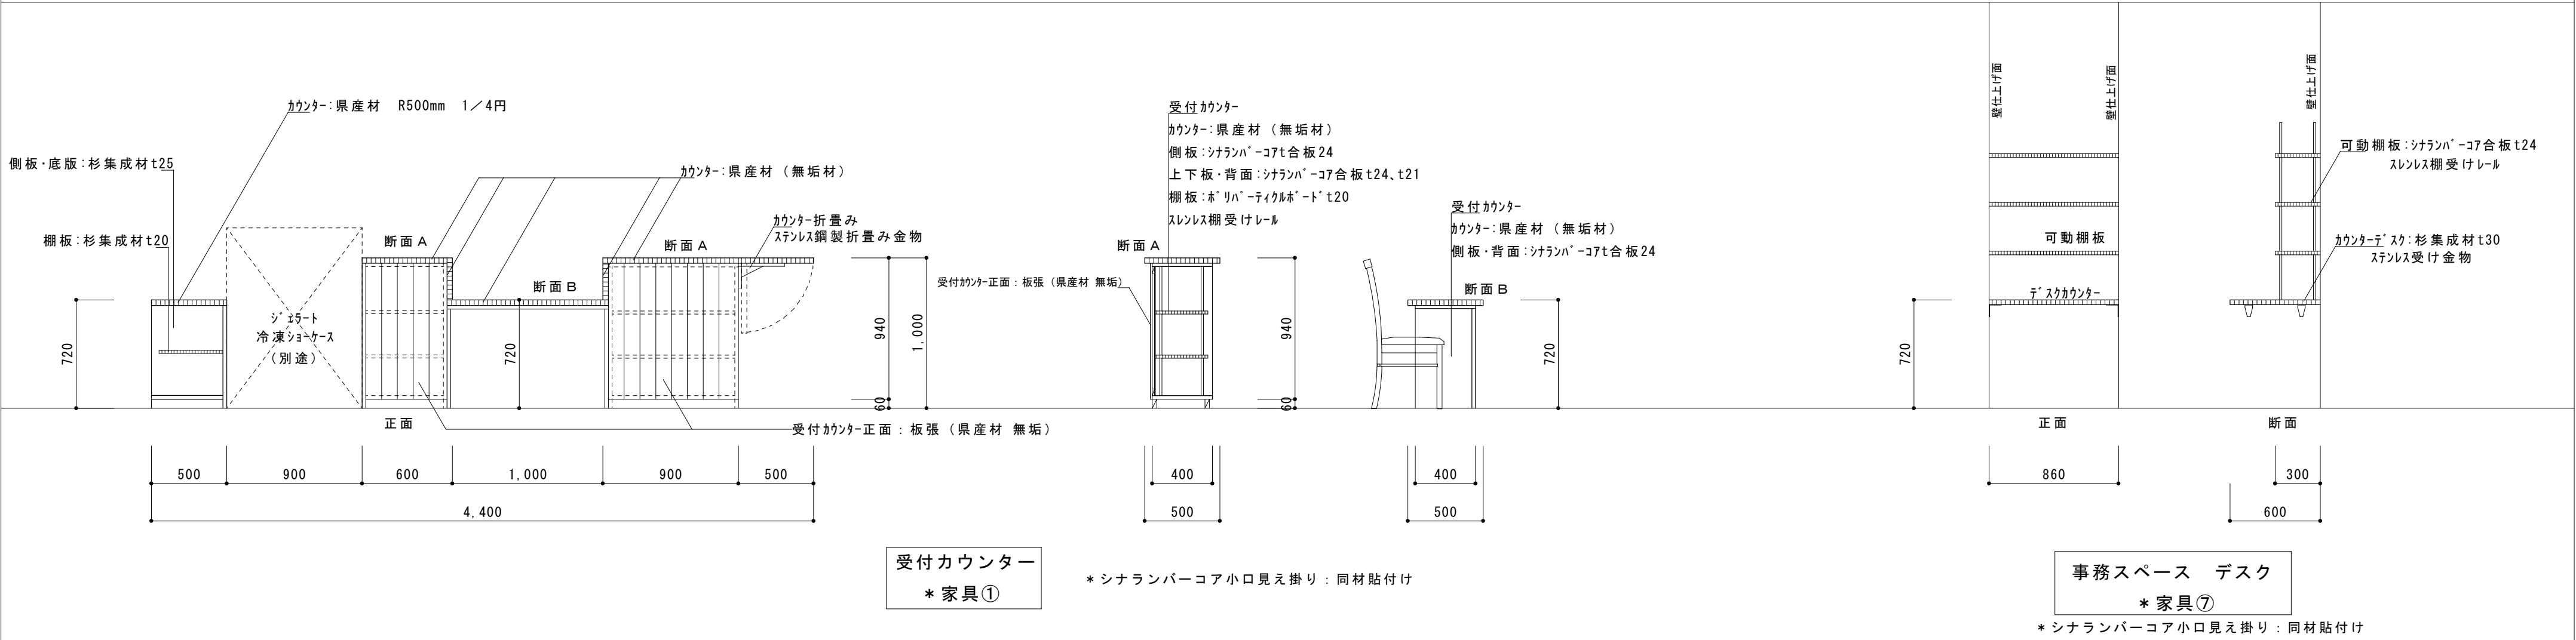 カウンター:県産材　R500mm　1／4円
側板・底版:杉集成材t25
棚板:杉集成材t20
ジェラート
冷凍ショーケース
（別途）
断面A
カウンター:県産材（無垢材）
断面A
カウンター折畳み
ステンレス鋼製折畳み金物
断面B
720
720
940
60
1,000
正面
受付カウンター正面：板張（県産材 無垢）
500
900
600
1,000
900
500
4,400
受付カウンター
カウンター:県産材（無垢材）
側板:シナランバーコアt合板24
上下板・背面:シナランバーコア合板t24、t21
棚板:ポリパーティクルボードt20
スレンレス棚受けレール
断面A
受付カウンター正面：板張（県産材 無垢）
940
60
400
500
受付カウンター
カウンター:県産材（無垢材）
側板・背面:シナランバーコアt合板24
断面B
720
400
500
受付カウンター
＊家具①
＊シナランバーコア小口見え掛り：同材貼付け
壁仕上げ面
壁仕上げ面
可動棚板
デスクカウンター
720
正面
860
壁仕上げ面
可動棚板:シナランバーコア合板t24
スレンレス棚受けレール
カウンターデスク:杉集成材t30
ステンレス受け金物
断面
300
600
事務スペース　デスク
＊家具⑦
＊シナランバーコア小口見え掛り：同材貼付け